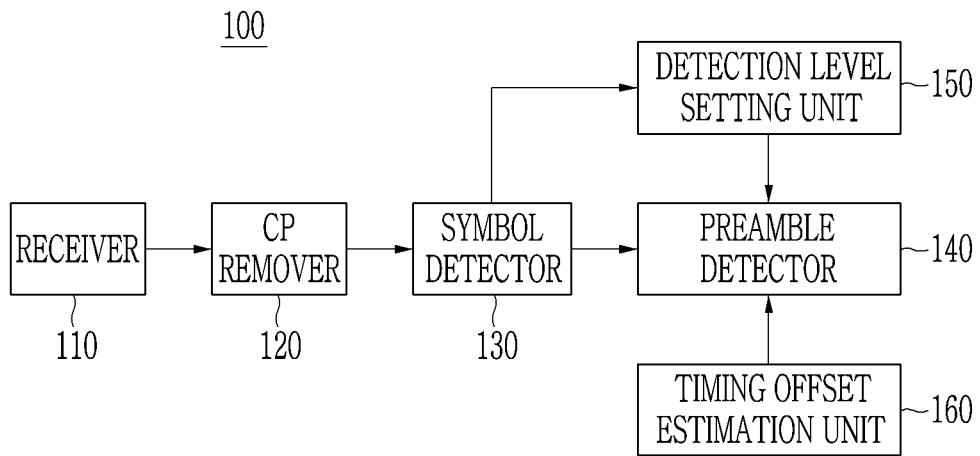 100
DETECTION LEVEL
SETTING UNIT
150
RECEIVER
CP
REMOVER
SYMBOL
DETECTOR
PREAMBLE
DETECTOR
140
110
120
130
TIMING OFFSET
ESTIMATION UNIT
160